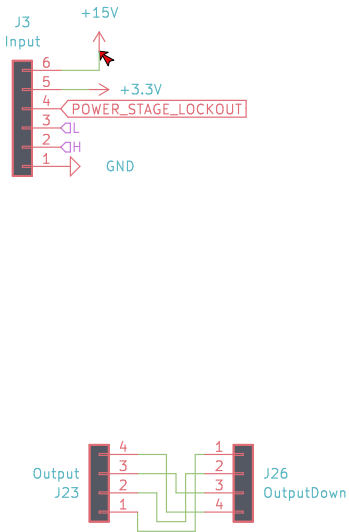 +15V
J3
Input
6
5
+3.3V
4
POWER_STAGE_LOCKOUT
3
L
2
H
1
GND
4
1
Output
3
2
J26
J23
2
3
OutputDown
1
4